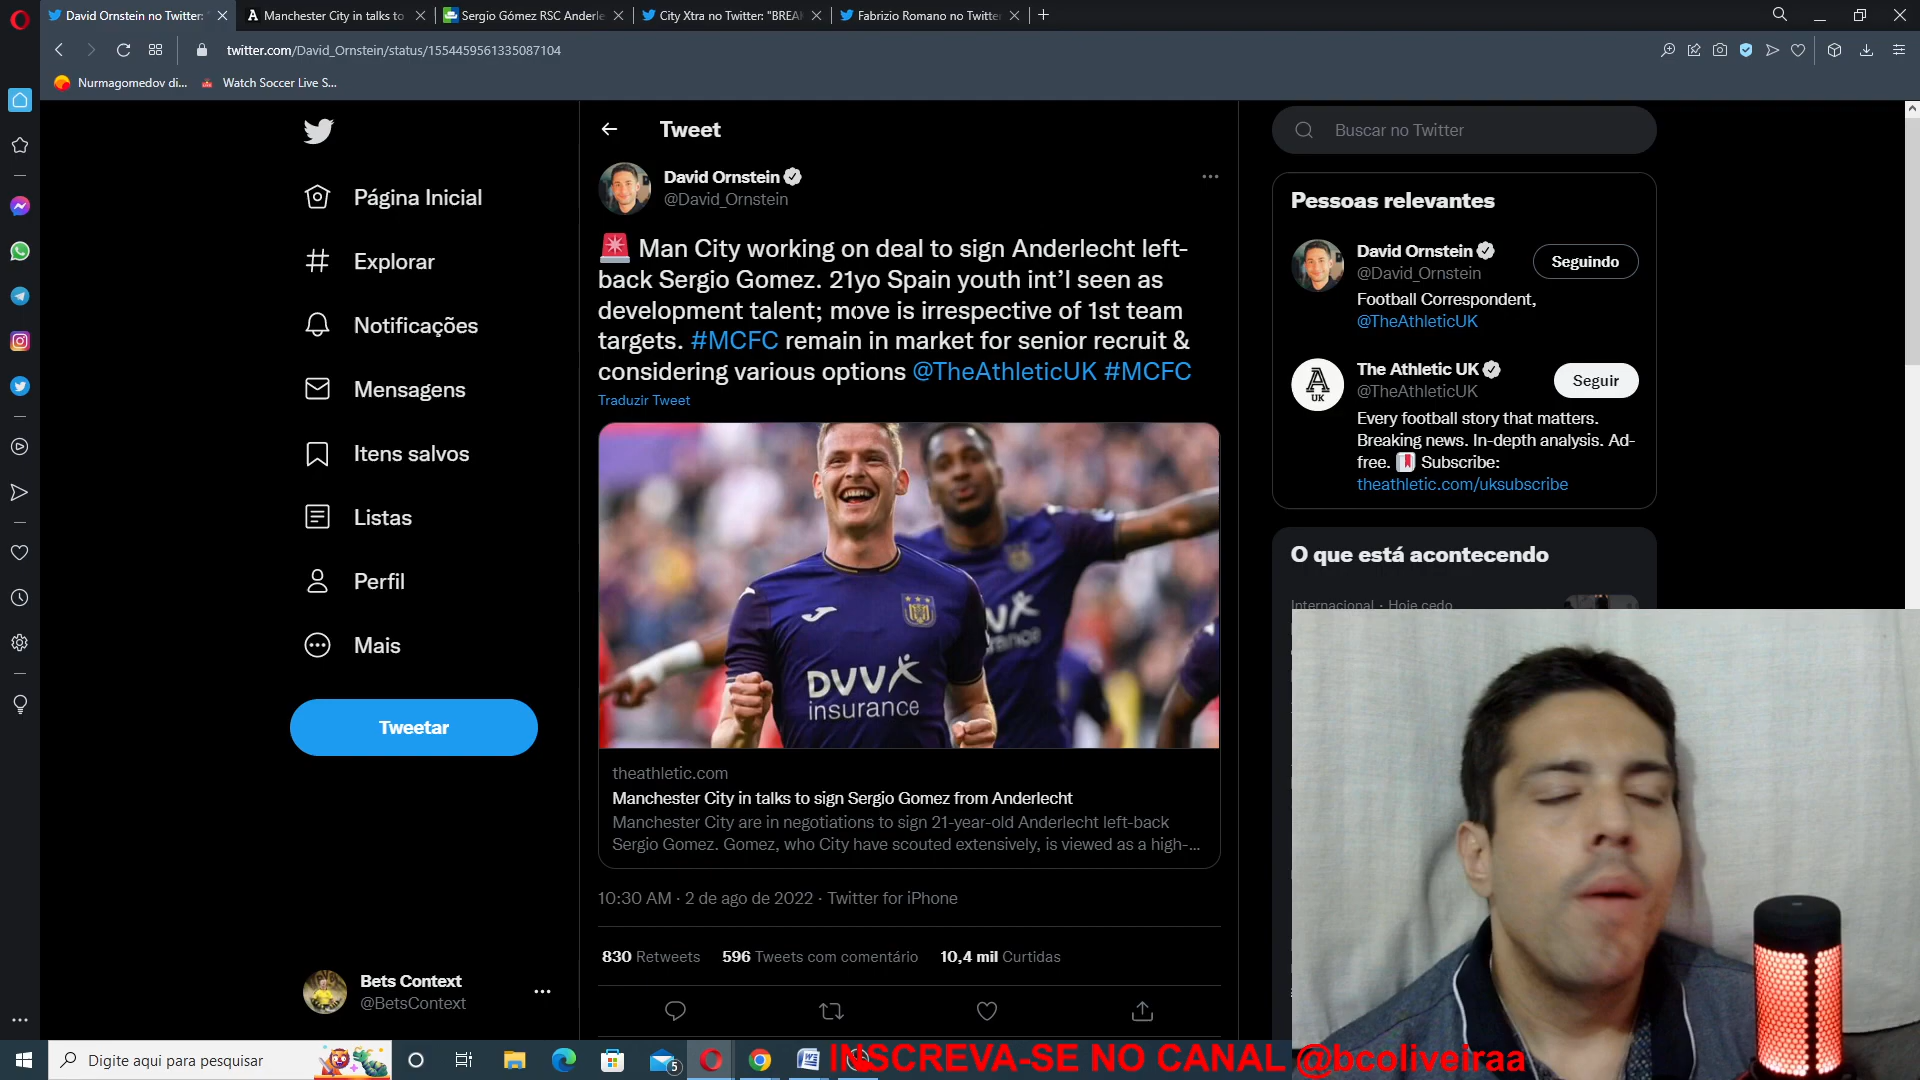 David Ornstein no Twitter:
Manchester City in talks to
Sergio Gómez RSC Anderle
City Xtra no Twitter: "BREA
Fabrizio Romano no Twitte
twitter.com/David_Ornstein/status/1554459561335087104
Nurmagomedov di...
Watch Soccer Live S...
Página Inicial
Explorar
Notificações
Mensagens
Itens salvos
Listas
Perfil
Mais
Tweetar
Bets Context
@BetsContext
Tweet
David Ornstein
@David_Ornstein
Man City working on deal to sign Anderlecht left-
back Sergio Gomez. 21yo Spain youth int’l seen as
development talent; move is irrespective of 1st team
targets. #MCFC remain in market for senior recruit &
considering various options @TheAthleticUK #MCFC
Traduzir Tweet
DVV
insurance
insurance
theathletic.com
Manchester City in talks to sign Sergio Gomez from Anderlecht
Manchester City are in negotiations to sign 21-year-old Anderlecht left-back
Sergio Gomez. Gomez, who City have scouted extensively, is viewed as a high-...
10:30 AM · 2 de ago de 2022 · Twitter for iPhone
830 Retweets 596 Tweets com comentário 10,4 mil Curtidas
Buscar no Twitter
Pessoas relevantes
David Ornstein
@David_Ornstein
Seguindo
Football Correspondent,
@TheAthleticUK
A
UK
The Athletic UK
@TheAthleticUK
Seguir
Every football story that matters.
Breaking news. In-depth analysis. Ad-
free. Subscribe:
theathletic.com/uksubscribe
O que está acontecendo
Internacional · Hoje cedo
Digite aqui para pesquisar
5
INSCREVA-SE NO CANAL @bcoliveiraa